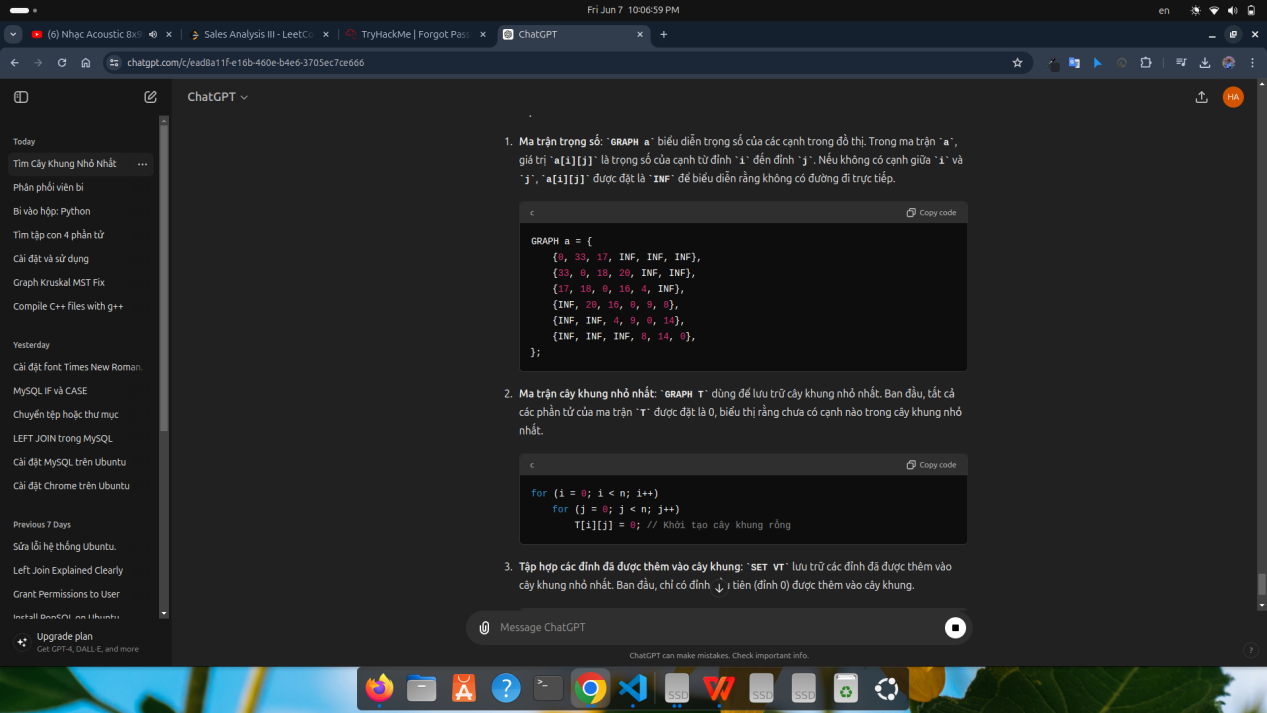 Fri Jun 7 10:06:59 PM
en
(6) Nhạc Acoustic 8x9
Sales Analysis III - LeetCo
TryHackMe | Forgot Pass
ChatGPT
chatgpt.com/c/ead8a11f-e16b-460e-b4e6-3705ec7ce666
ChatGPT
HA
Today
Tìm Cây Khung Nhỏ Nhất
Phân phối viên bi
Bi vào hộp: Python
Tìm tập con 4 phần tử
Cài đặt và sử dụng
Graph Kruskal MST Fix
Compile C++ files with g++
Yesterday
Cài đặt font Times New Roman.
MySQL IF và CASE
Chuyển tệp hoặc thư mục
LEFT JOIN trong MySQL
Cài đặt MySQL trên Ubuntu
Cài đặt Chrome trên Ubuntu
Previous 7 Days
Sửa lỗi hệ thống Ubuntu.
Left Join Explained Clearly
Grant Permissions to User
Install PopSQL on Ubuntu
Upgrade plan
Get GPT-4, DALL-E, and more
1. Ma trận trọng số: `GRAPH a` biểu diễn trọng số của các cạnh trong đồ thị. Trong ma trận `a`,
giá trị `a[i][j]` là trọng số của cạnh từ đỉnh `i` đến đỉnh `j`. Nếu không có cạnh giữa `i` và
`j`, `a[i][j]` được đặt là `INF` để biểu diễn rằng không có đường đi trực tiếp.
c
Copy code
GRAPH a = {
{0, 33, 17, INF, INF, INF},
{33, 0, 18, 20, INF, INF},
{17, 18, 0, 16, 4, INF},
{INF, 20, 16, 0, 9, 8},
{INF, INF, 4, 9, 0, 14},
{INF, INF, INF, 8, 14, 0},
};
2. Ma trận cây khung nhỏ nhất: `GRAPH T` dùng để lưu trữ cây khung nhỏ nhất. Ban đầu, tất cả
các phần tử của ma trận `T` được đặt là 0, biểu thị rằng chưa có cạnh nào trong cây khung nhỏ
nhất.
c
Copy code
for (i = 0; i < n; i++)
for (j = 0; j < n; j++)
T[i][j] = 0; // Khởi tạo cây khung rỗng
3. Tập hợp các đỉnh đã được thêm vào cây khung: `SET VT` lưu trữ các đỉnh đã được thêm vào
cây khung nhỏ nhất. Ban đầu, chỉ có đỉnh tiên (đỉnh 0) được thêm vào cây khung.
Message ChatGPT
ChatGPT can make mistakes. Check important info.
?
SSD
SSD
SSD